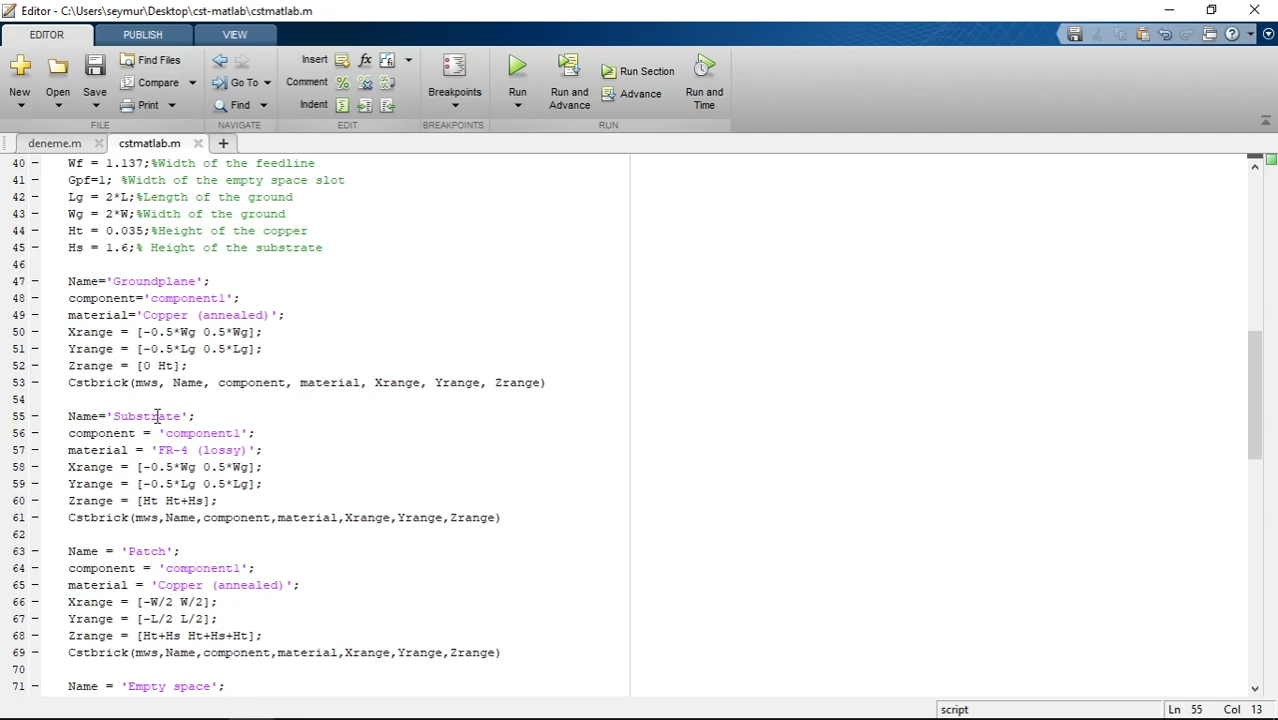 Editor - C:\Users\seymur\Desktop\cst-matlab\cstmatlab.m
EDITOR PUBLISH VIEW
New Open Save Find Files Compare Print
Go To Find
Insert fx
Comment
Indent
Breakpoints
Run Run and Advance Run Section Advance Run and Time
FILE NAVIGATE EDIT BREAKPOINTS RUN
deneme.m cstmatlab.m
40 - Wf = 1.137;%Width of the feedline
41 - Gpf=1; %Width of the empty space slot
42 - Lg = 2*L;%Length of the ground
43 - Wg = 2*W;%Width of the ground
44 - Ht = 0.035;%Height of the copper
45 - Hs = 1.6;% Height of the substrate
46
47 - Name='Groundplane';
48 - component='component1';
49 - material='Copper (annealed)';
50 - Xrange = [-0.5*Wg 0.5*Wg];
51 - Yrange = [-0.5*Lg 0.5*Lg];
52 - Zrange = [0 Ht];
53 - Cstbrick(mws, Name, component, material, Xrange, Yrange, Zrange)
54
55 - Name='Substrate';
56 - component = 'component1';
57 - material = 'FR-4 (lossy)';
58 - Xrange = [-0.5*Wg 0.5*Wg];
59 - Yrange = [-0.5*Lg 0.5*Lg];
60 - Zrange = [Ht Ht+Hs];
61 - Cstbrick(mws,Name,component,material,Xrange,Yrange,Zrange)
62
63 - Name = 'Patch';
64 - component = 'component1';
65 - material = 'Copper (annealed)';
66 - Xrange = [-W/2 W/2];
67 - Yrange = [-L/2 L/2];
68 - Zrange = [Ht+Hs Ht+Hs+Ht];
69 - Cstbrick(mws,Name,component,material,Xrange,Yrange,Zrange)
70
71 - Name = 'Empty space';
script Ln 55 Col 13